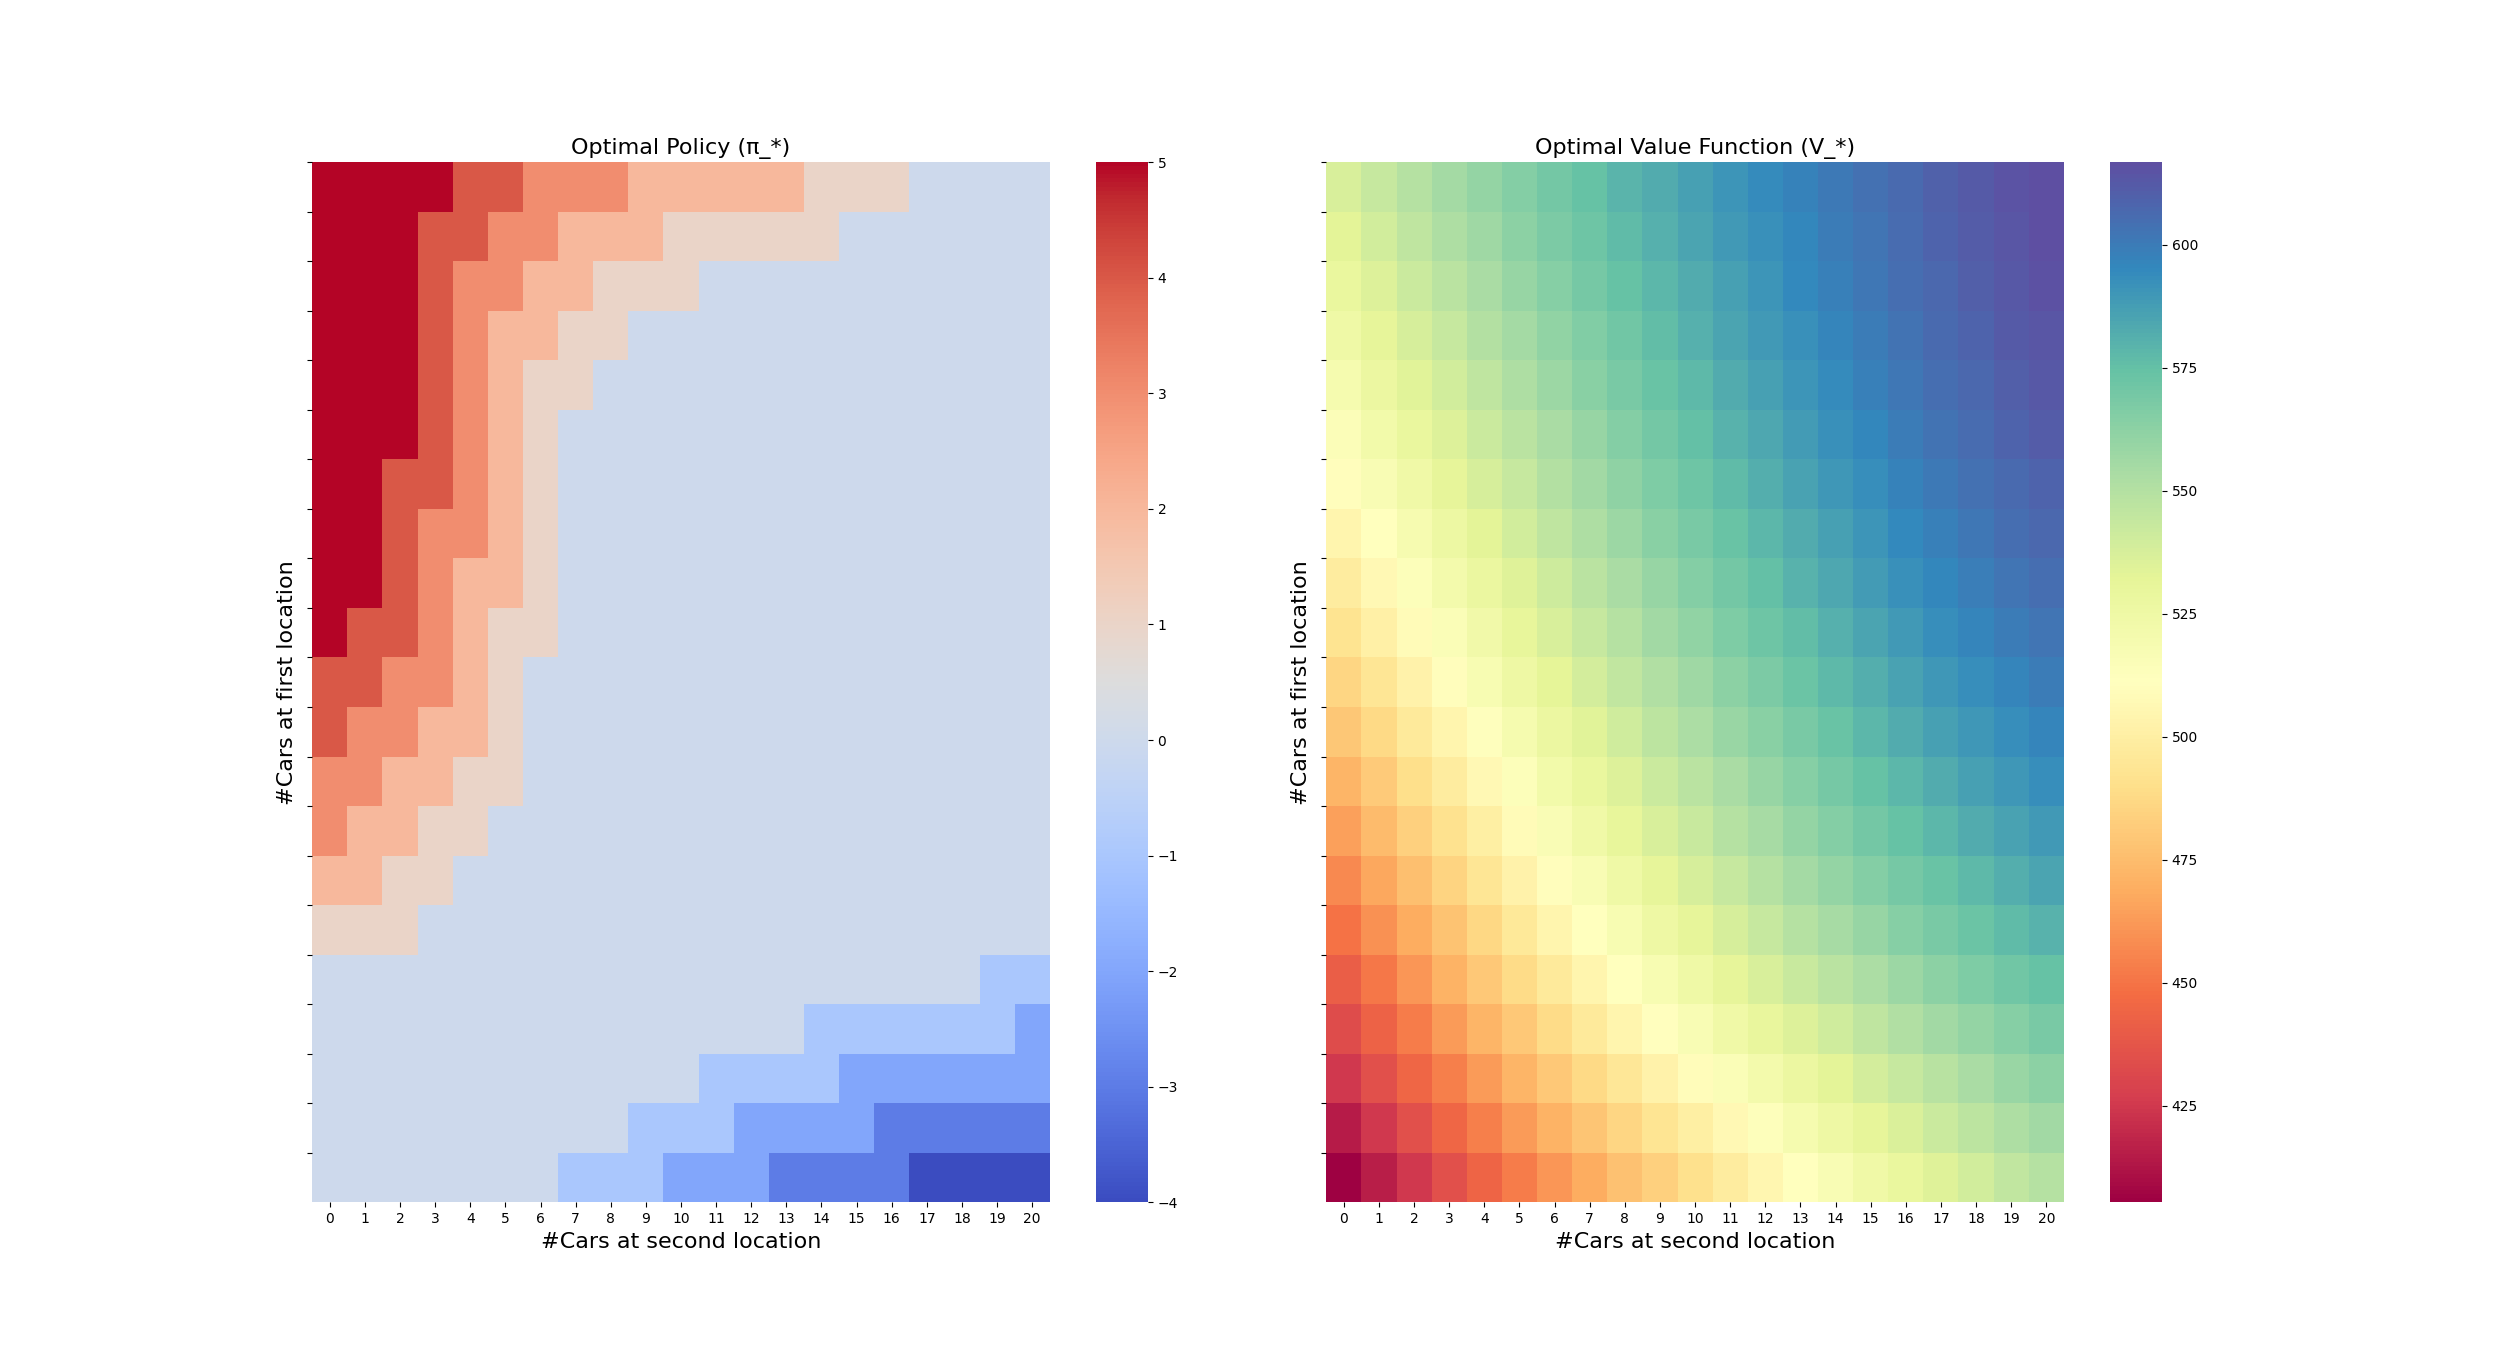 Optimal Policy (π_*)
#Cars at first location
0 1 2 3 4 5 6 7 8 9 10 11 12 13 14 15 16 17 18 19 20
#Cars at second location
5
4
3
2
1
0
−1
−2
−3
−4
Optimal Value Function (V_*)
#Cars at first location
0 1 2 3 4 5 6 7 8 9 10 11 12 13 14 15 16 17 18 19 20
#Cars at second location
600
575
550
525
500
475
450
425